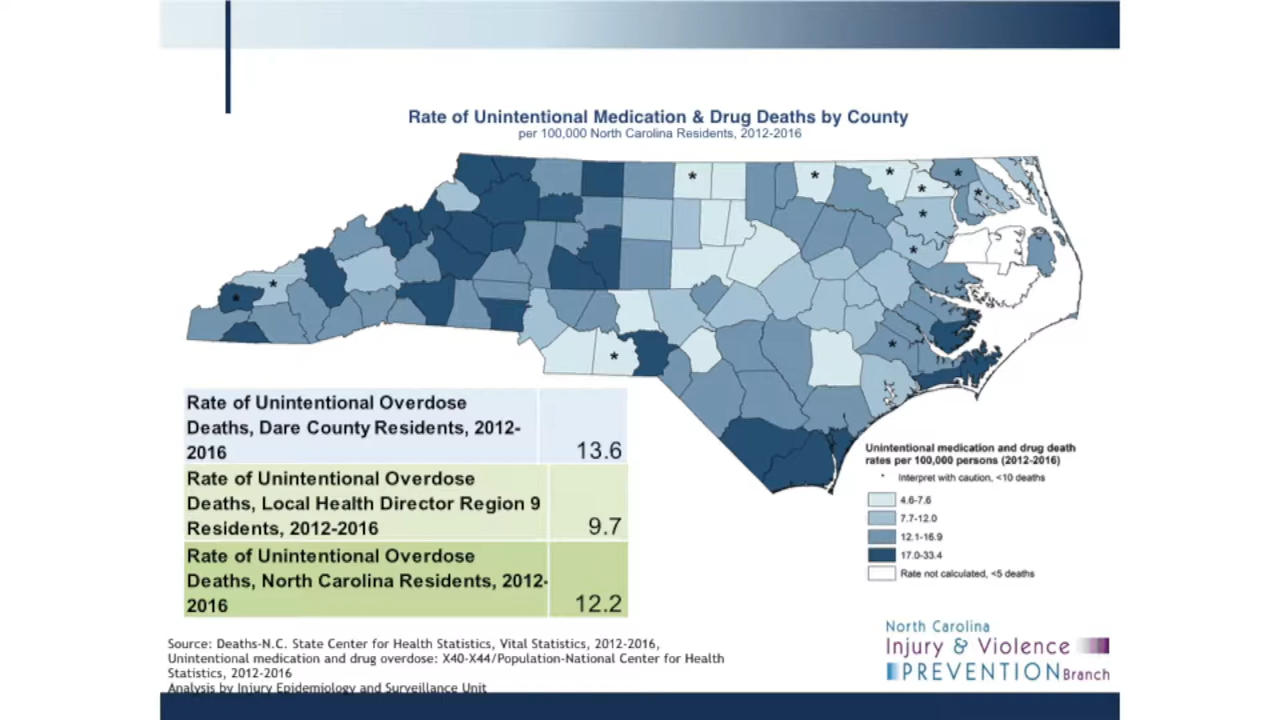 Rate of Unintentional Medication & Drug Deaths by County
per 100,000 North Carolina Residents, 2012-2016
*
*
*
*
*
*
*
*
*
*
*
*
*
Rate of Unintentional Overdose
Deaths, Dare County Residents, 2012-
2016
13.6
Rate of Unintentional Overdose
Deaths, Local Health Director Region 9
Residents, 2012-2016
9.7
Rate of Unintentional Overdose
Deaths, North Carolina Residents, 2012-
2016
12.2
Unintentional medication and drug death
rates per 100,000 persons (2012-2016)
* Interpret with caution, <10 deaths
4.6-7.6
7.7-12.0
12.1-16.9
17.0-33.4
Rate not calculated, <5 deaths
Source: Deaths-N.C. State Center for Health Statistics, Vital Statistics, 2012-2016,
Unintentional medication and drug overdose: X40-X44/Population-National Center for Health
Statistics, 2012-2016
Analysis by Injury Epidemiology and Surveillance Unit
North Carolina
Injury & Violence
PREVENTION Branch